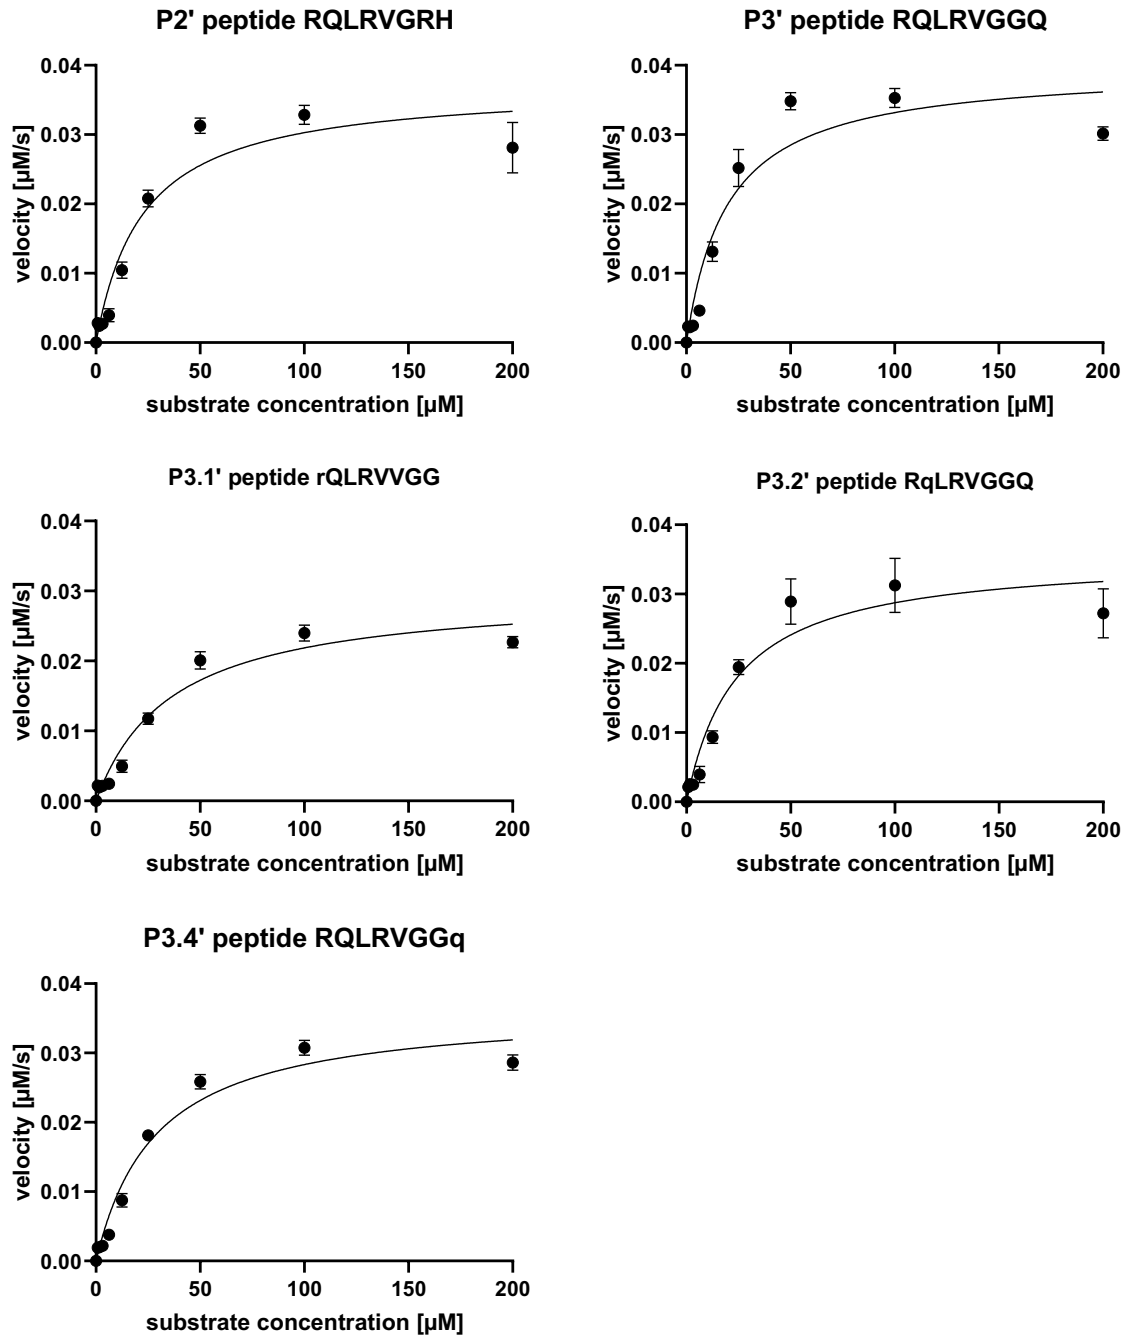 P2' peptide RQLRVGRH
0.04
0.03
0.02
0.01
0.00
velocity [µM/s]
0 50 100 150 200
substrate concentration [µM]
P3' peptide RQLRVGGQ
0.04
0.03
0.02
0.01
0.00
velocity [µM/s]
0 50 100 150 200
substrate concentration [µM]
P3.1' peptide rQLRVVGG
0.04
0.03
0.02
0.01
0.00
velocity [µM/s]
0 50 100 150 200
substrate concentration [µM]
P3.2' peptide RqLRVGGQ
0.04
0.03
0.02
0.01
0.00
velocity [µM/s]
0 50 100 150 200
substrate concentration [µM]
P3.4' peptide RQLRVGGq
0.04
0.03
0.02
0.01
0.00
velocity [µM/s]
0 50 100 150 200
substrate concentration [µM]